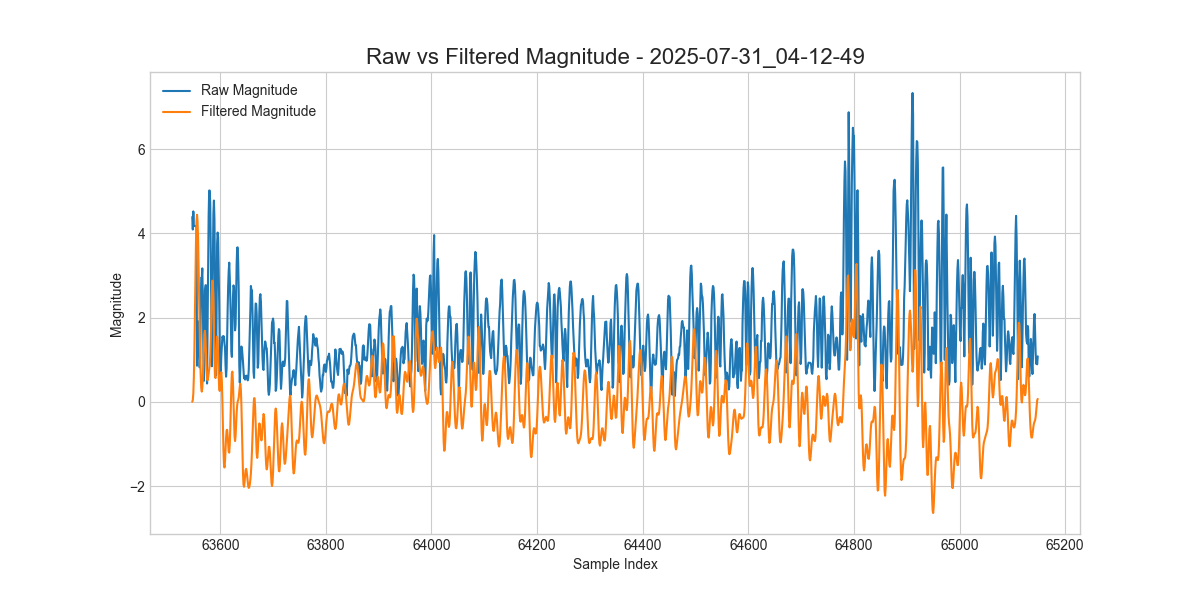 Raw vs Filtered Magnitude - 2025-07-31_04-12-49
Raw Magnitude
Filtered Magnitude
Magnitude
6
4
2
0
−2
63600 63800 64000 64200 64400 64600 64800 65000 65200
Sample Index